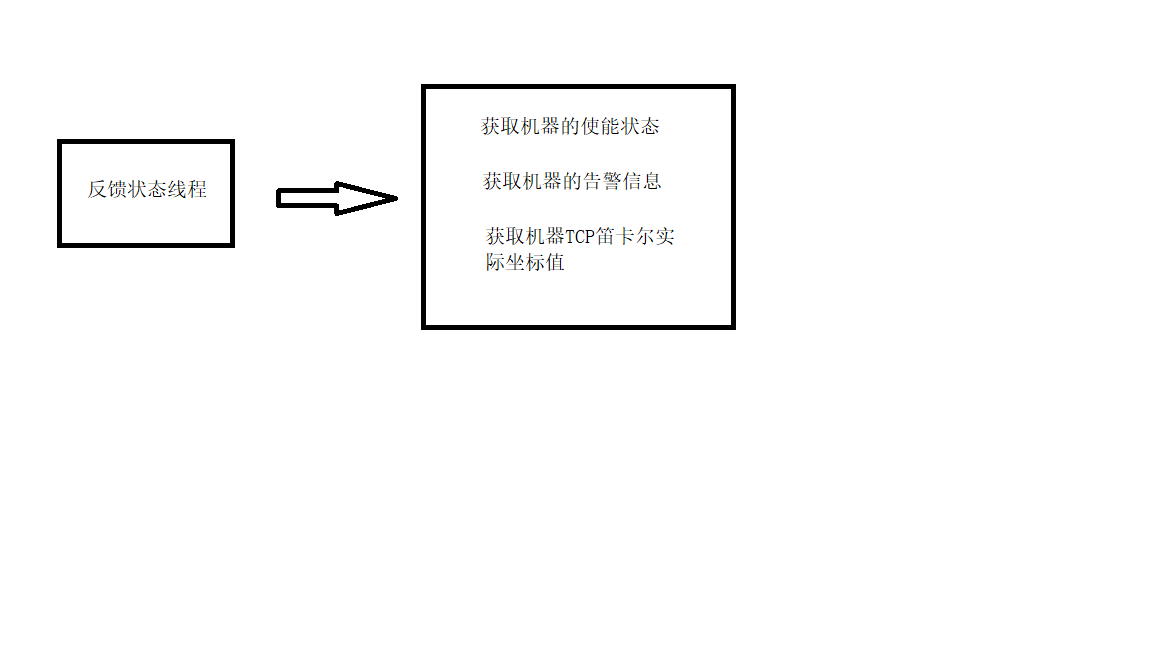 反馈状态线程
获取机器的使能状态
获取机器的告警信息
获取机器TCP笛卡尔实
际坐标值